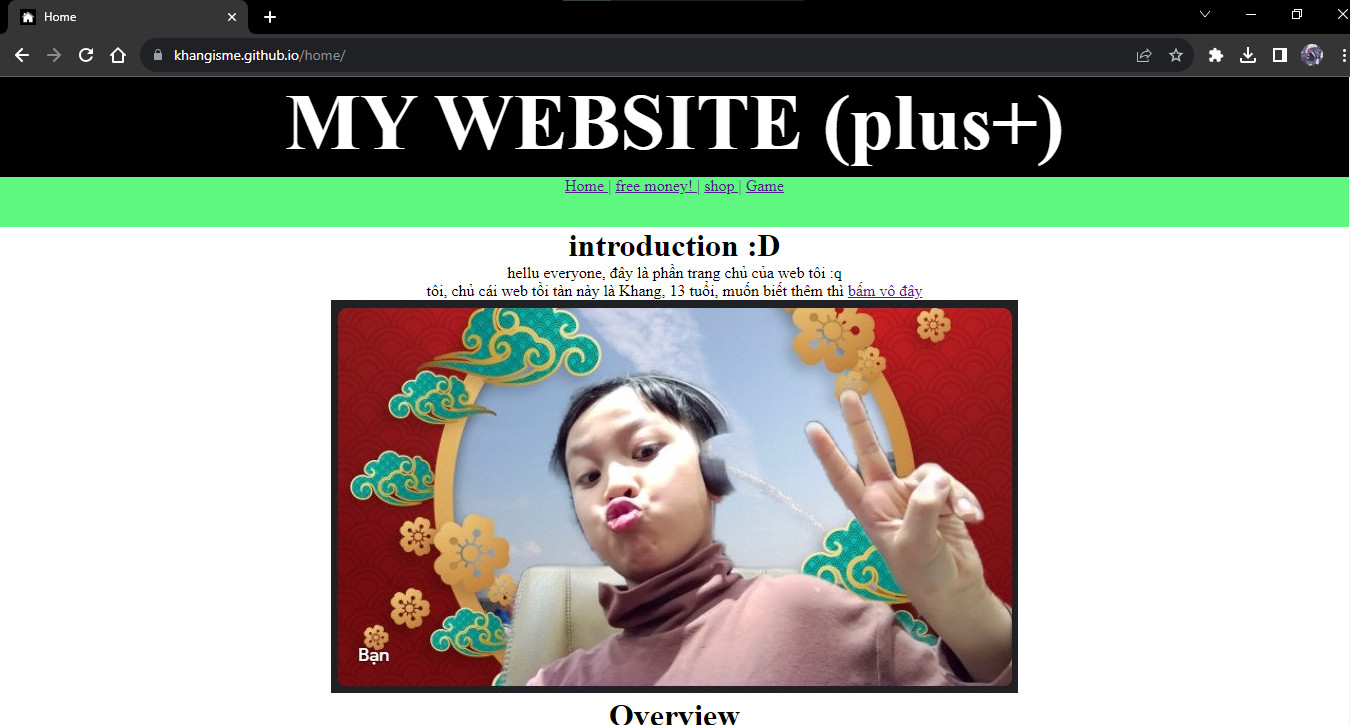 Home
khangisme.github.io/home/
MY WEBSITE (plus+)
Home | free money! | shop | Game
introduction :D
hellu everyone, đây là phần trang chủ của web tôi :q
tôi, chủ cái web tồi tàn này là Khang, 13 tuổi, muốn biết thêm thì bấm vô đây
Bạn
Overview